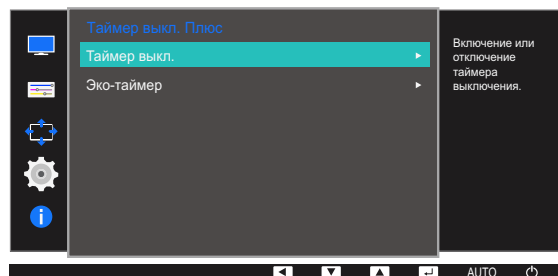 Таймер выкл. Плюс
Таймер выкл.
Эко-таймер
Включение или
отключение
таймера
выключения.
AUTO